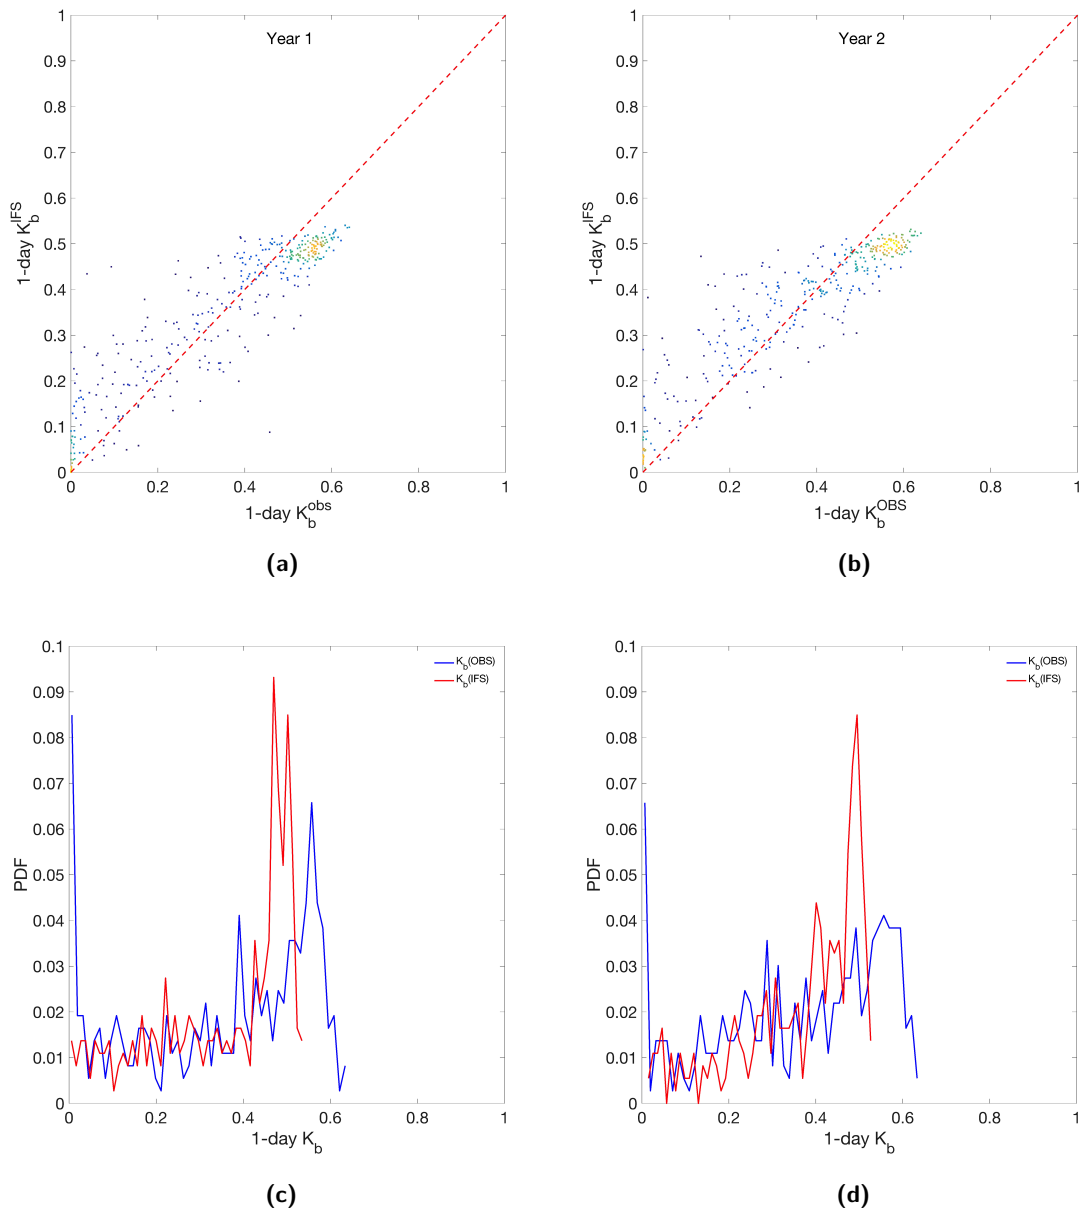 Year 1
1
0.9
0.8
0.7
0.6
0.5
0.4
0.3
0.2
0.1
0
1-day K_b^IFS
0 0.2 0.4 0.6 0.8 1
1-day K_b^obs
(a)
Year 2
1
0.9
0.8
0.7
0.6
0.5
0.4
0.3
0.2
0.1
0
1-day K_b^IFS
0 0.2 0.4 0.6 0.8 1
1-day K_b^OBS
(b)
0.1
0.09
0.08
0.07
0.06
0.05
0.04
0.03
0.02
0.01
0
PDF
K_b(OBS)
K_b(IFS)
0 0.2 0.4 0.6 0.8 1
1-day K_b
(c)
0.1
0.09
0.08
0.07
0.06
0.05
0.04
0.03
0.02
0.01
0
PDF
K_b(OBS)
K_b(IFS)
0 0.2 0.4 0.6 0.8 1
1-day K_b
(d)